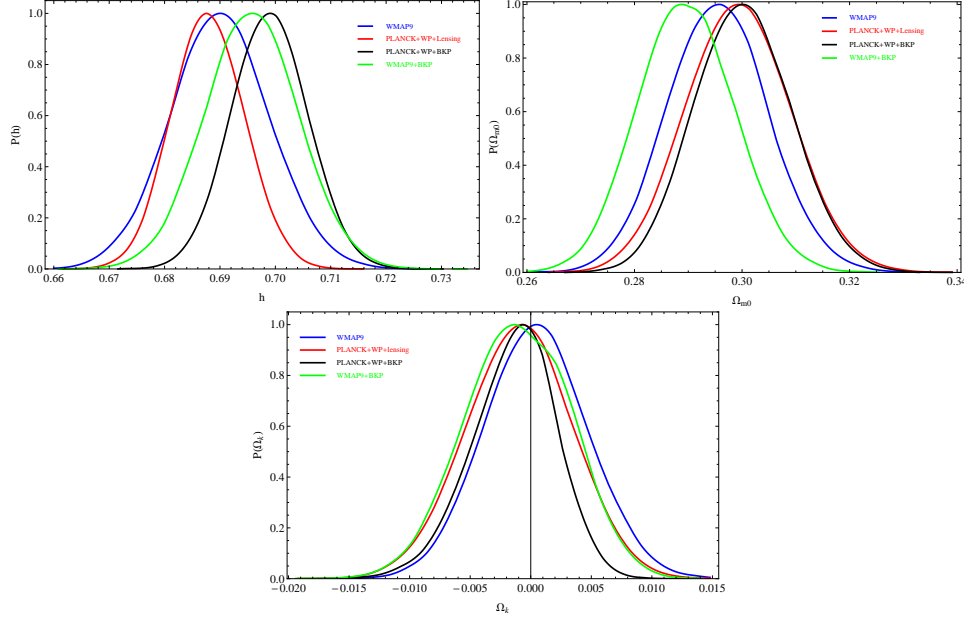 WMAP9
PLANCK+WP+Lensing
PLANCK+WP+BKP
WMAP9+BKP
P(h)
1.0
0.8
0.6
0.4
0.2
0.0
0.66 0.67 0.68 0.69 0.70 0.71 0.72 0.73
h
WMAP9
PLANCK+WP+Lensing
PLANCK+WP+BKP
WMAP9+BKP
P(Ωm0)
1.0
0.8
0.6
0.4
0.2
0.0
0.26 0.28 0.30 0.32 0.34
Ωm0
WMAP9
PLANCK+WP+lensing
PLANCK+WP+BKP
WMAP9+BKP
P(Ωk)
1.0
0.8
0.6
0.4
0.2
0.0
−0.020 −0.015 −0.010 −0.005 0.000 0.005 0.010 0.015
Ωk